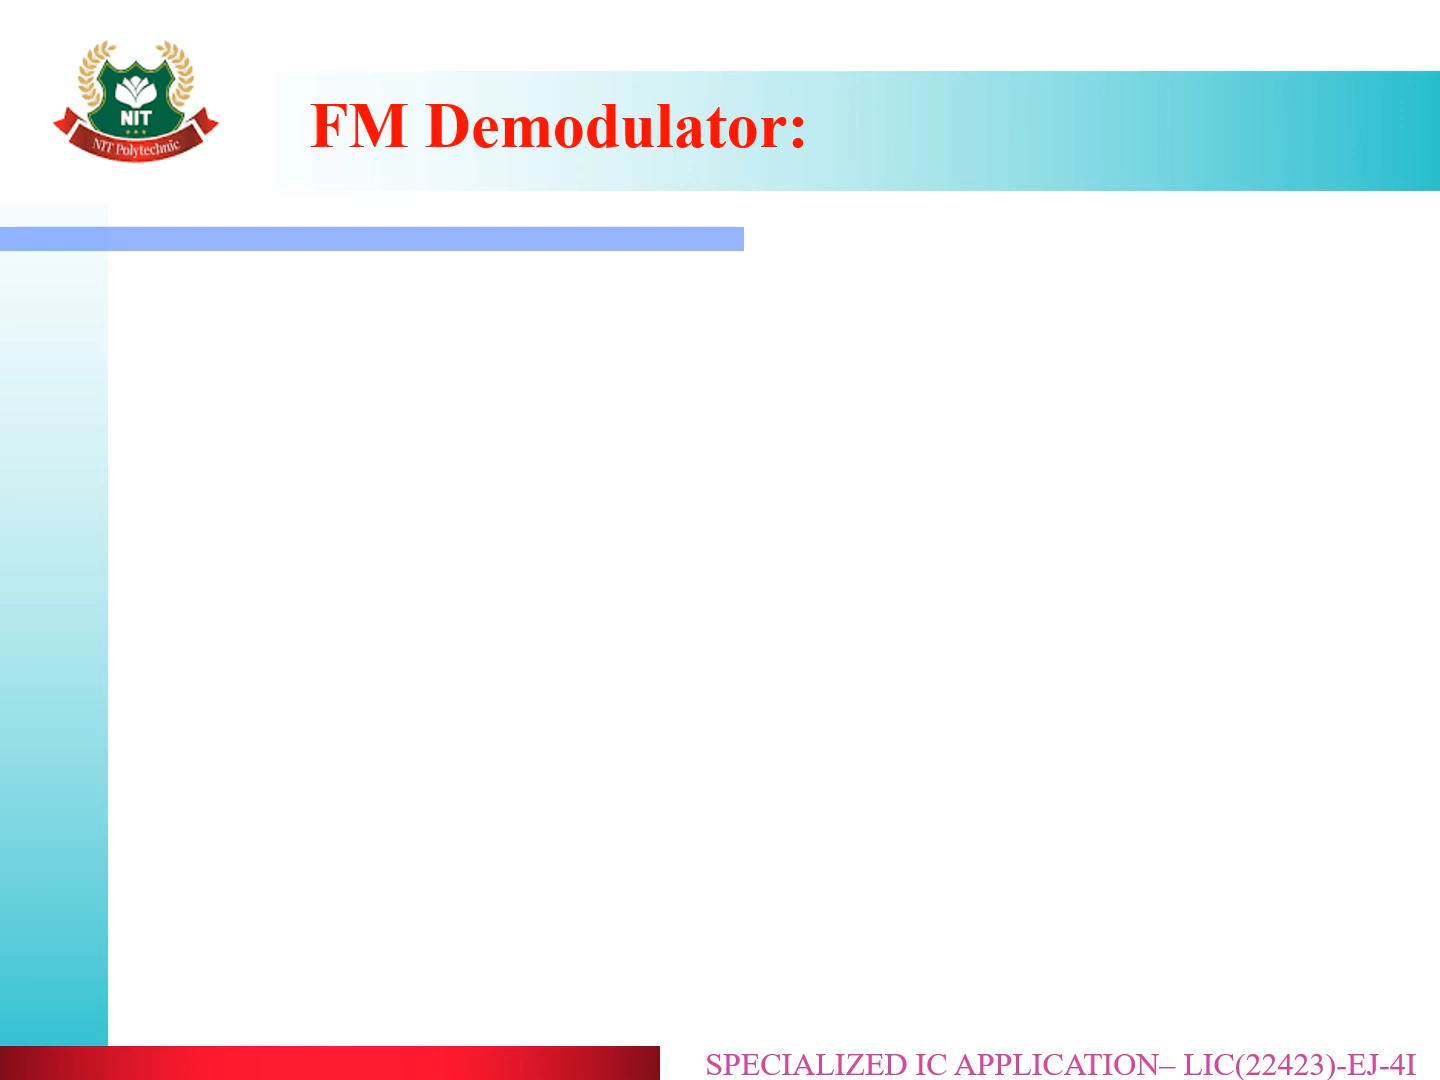 NIT
NIT Polytechnic
FM Demodulator:
SPECIALIZED IC APPLICATION– LIC(22423)-EJ-4I